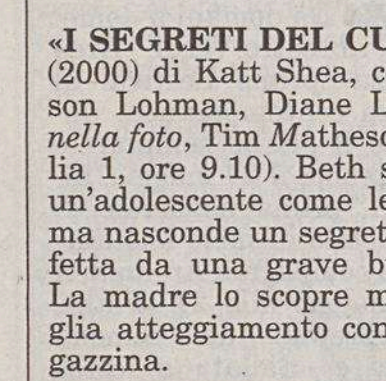 «I SEGRETI DEL CU
(2000) di Katt Shea, c
son Lohman, Diane L
nella foto, Tim Mathes
lia 1, ore 9.10). Beth s
un'adolescente come le
ma nasconde un segret
fetta da una grave b
La madre lo scopre m
glia atteggiamento con
gazzina.